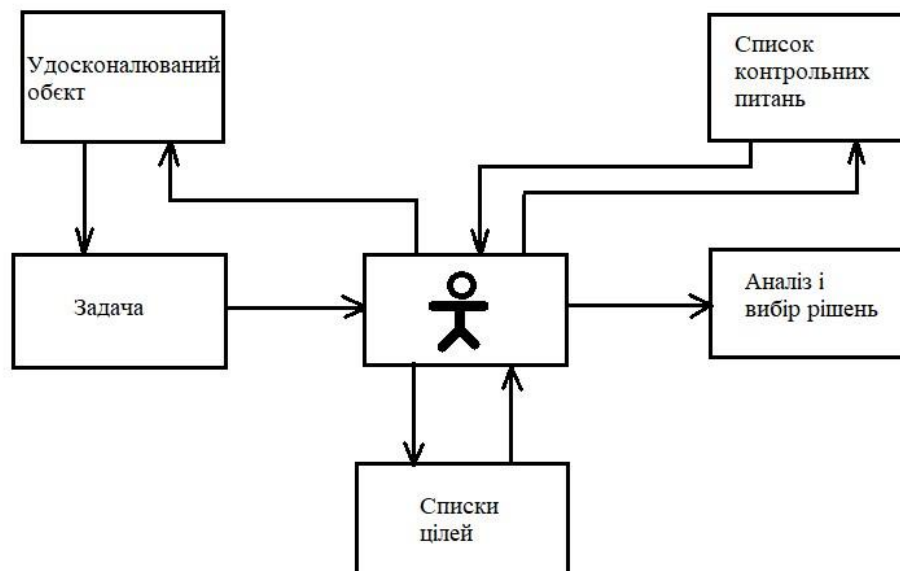 Удосконалюваний
обєкт
Список
контрольних
питань
Задача
Аналіз і
вибір рішень
Списки
цілей